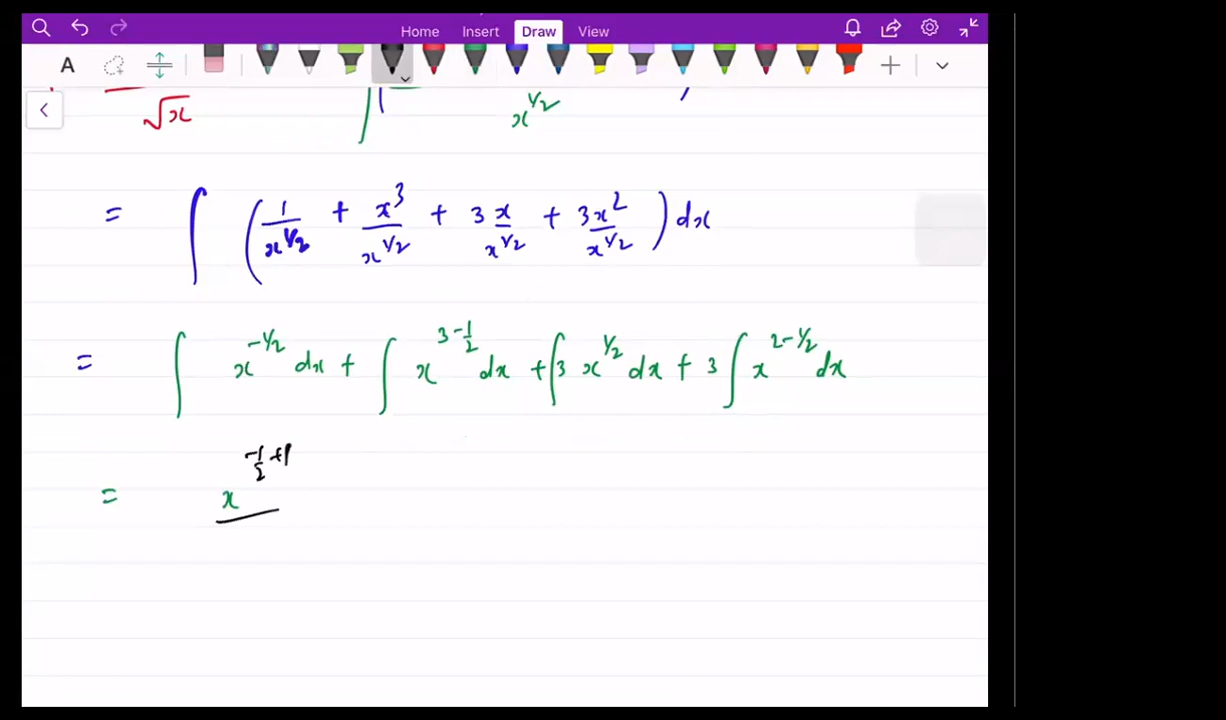 Home Insert Draw View
A
√x x^1/2
= ∫ (1/x^1/2 + x^3/x^1/2 + 3x/x^1/2 + 3x^2/x^1/2) dx
= ∫ x^-1/2 dx + ∫ x^3-1/2 dx + ∫3 x^1/2 dx + 3 ∫ x^2-1/2 dx
= x^-1/2+1